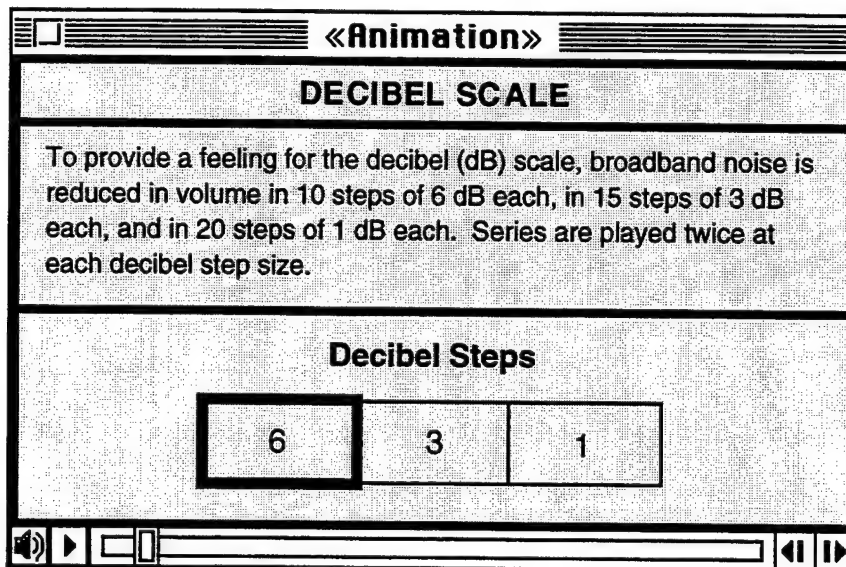 «Animation»
DECIBEL SCALE
To provide a feeling for the decibel (dB) scale, broadband noise is
reduced in volume in 10 steps of 6 dB each, in 15 steps of 3 dB
each, and in 20 steps of 1 dB each. Series are played twice at
each decibel step size.
Decibel Steps
6 3 1